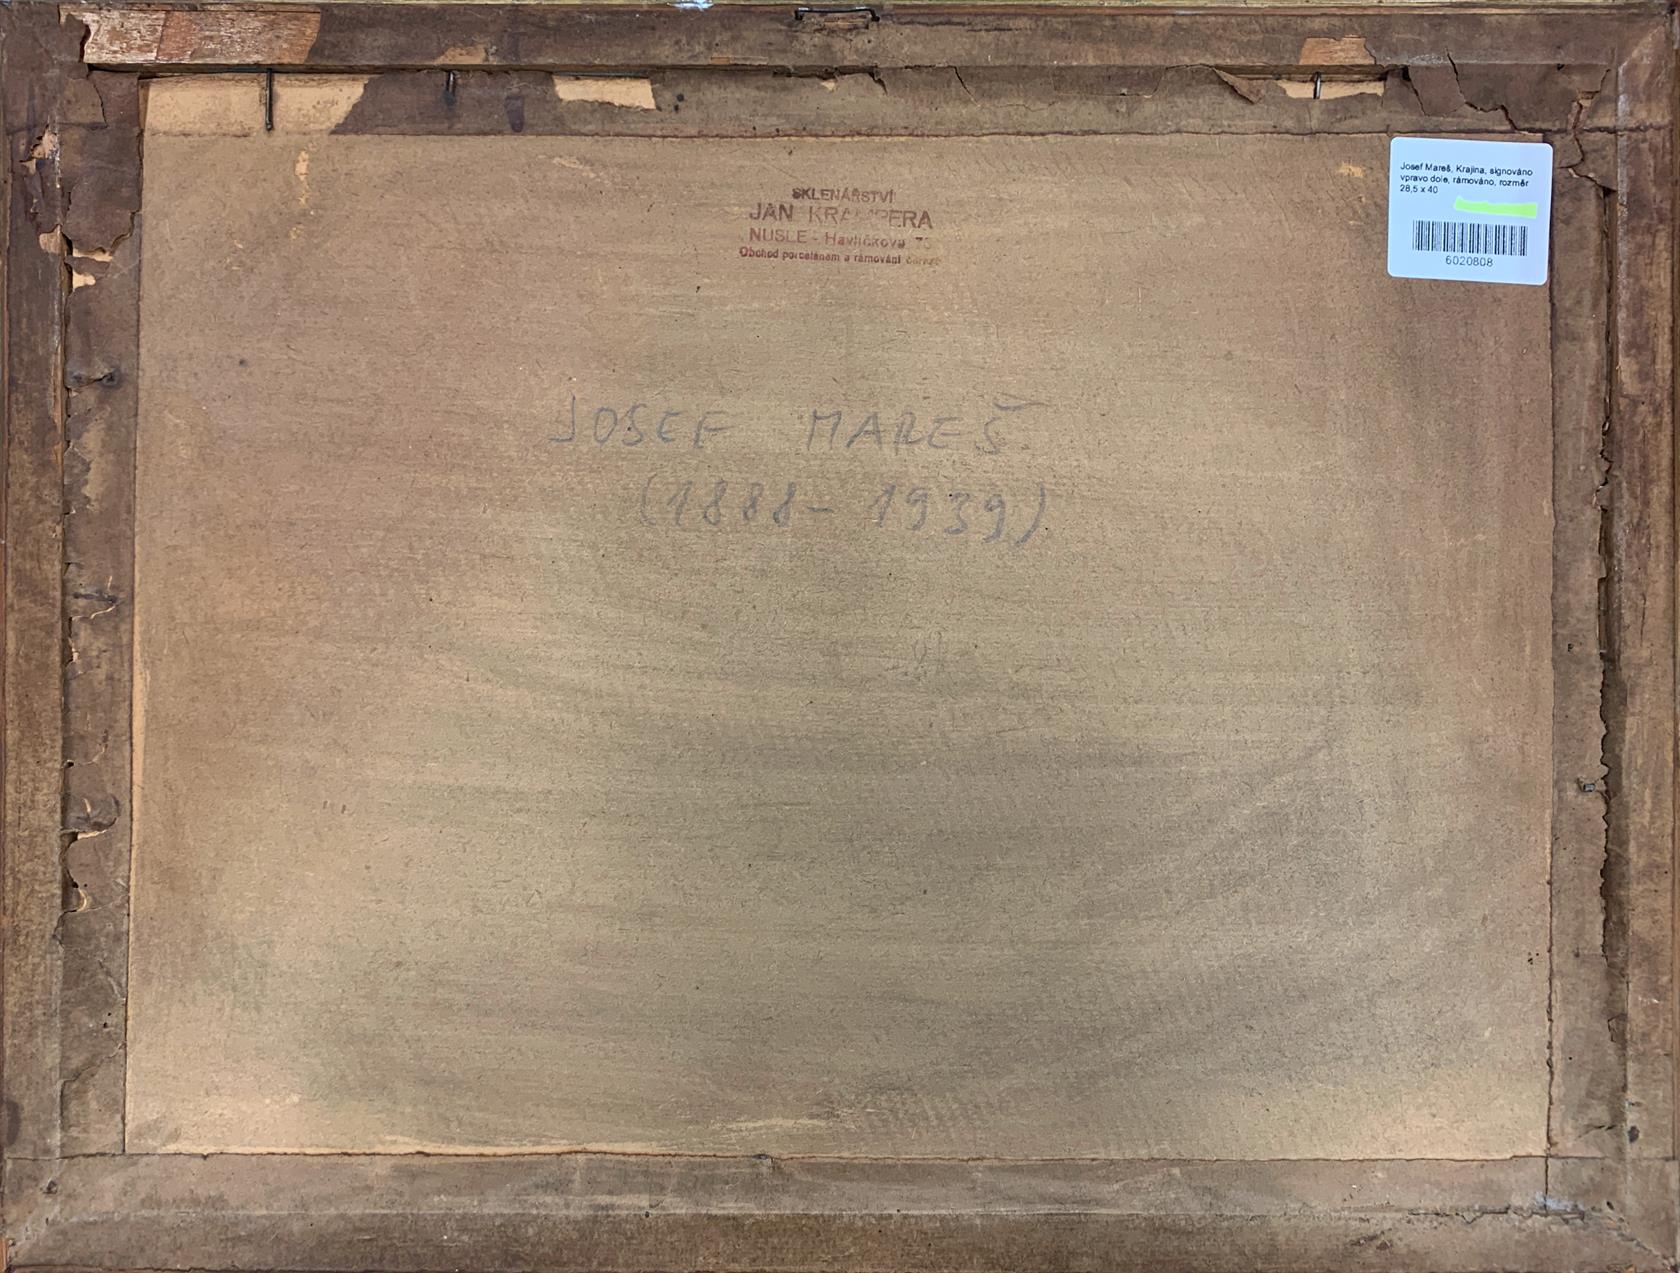 SKLENÁŘSTVÍ
JAN KRAMPERA
NUSLE - Havlíčkova 75
Obchod porcelánem a rámování
Josef Mareš, Krajina, signováno
vpravo dole, rámováno, rozměr
28,5 x 40
6020808
JOSEF MAREŠ
(1888- 1939)